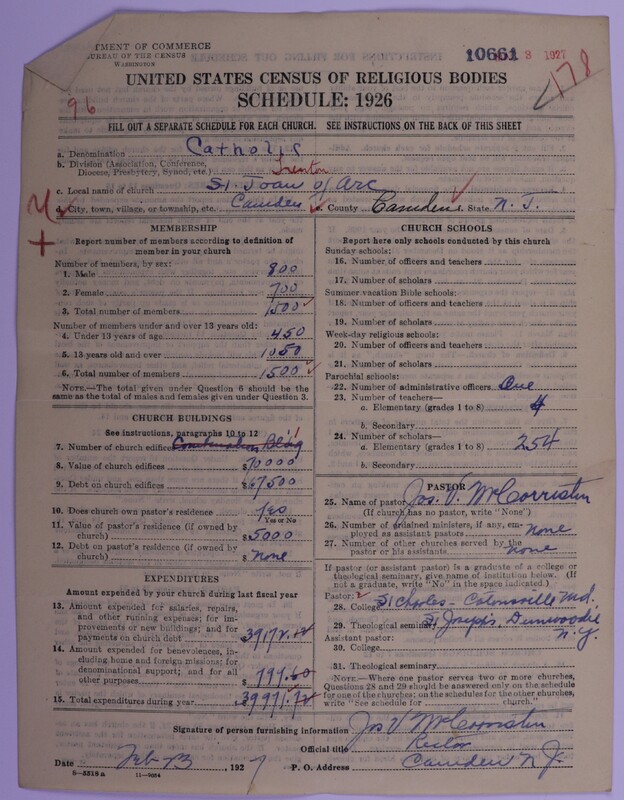 TMENT OF COMMERCE
BUREAU OF THE CENSUS
WASHINGTON
10661 3 1927
178
96
UNITED STATES CENSUS OF RELIGIOUS BODIES
SCHEDULE: 1926
FILL OUT A SEPARATE SCHEDULE FOR EACH CHURCH. SEE INSTRUCTIONS ON THE BACK OF THIS SHEET
a. Denomination Catholic
b. Division (Association, Conference, Diocese, Presbytery, Synod, etc.) Trenton
c. Local name of church St. Joan of Arc
d. City, town, village, or township, etc. Camden e. County Camden f. State N. J.
MEMBERSHIP
Report number of members according to definition of
member in your church
Number of members, by sex:
1. Male 800
2. Female 700
3. Total number of members 1500
Number of members under and over 13 years old:
4. Under 13 years of age 450
5. 13 years old and over 1050
6. Total number of members 1500
NOTE.—The total given under Question 6 should be the
same as the total of males and females given under Question 3.
CHURCH BUILDINGS
See instructions, paragraphs 10 to 12
7. Number of church edifices Combination Bldg 1
8. Value of church edifices $70000
9. Debt on church edifices $67500
10. Does church own pastor's residence Yes
Yes or No
11. Value of pastor's residence (if owned by
church) $5000
12. Debt on pastor's residence (if owned by
church) $None
EXPENDITURES
Amount expended by your church during last fiscal year
13. Amount expended for salaries, repairs,
and other running expenses; for im-
provements or new buildings; and for
payments on church debt
14. Amount expended for benevolences, in-
cluding home and foreign missions; for
denominational support; and for all
other purposes $799.60
15. Total expenditures during year $39971.72
CHURCH SCHOOLS
Report here only schools conducted by this church
Sunday schools:
16. Number of officers and teachers
17. Number of scholars
Summer vacation Bible schools:
18. Number of officers and teachers
19. Number of scholars
Week-day religious schools:
20. Number of officers and teachers
21. Number of scholars
Parochial schools:
22. Number of administrative officers One
23. Number of teachers—
a. Elementary (grades 1 to 8) 4
b. Secondary
24. Number of scholars—
a. Elementary (grades 1 to 8) 254
b. Secondary
PASTOR
25. Name of pastor Jos. V. McCorristin
(If church has no pastor, write "None")
26. Number of ordained ministers, if any, em-
ployed as assistant pastors none
27. Number of other churches served by the
pastor or his assistants none
If pastor (or assistant pastor) is a graduate of a college or
theological seminary, give name of institution below. (If
not a graduate, write "No" in the space indicated.)
Pastor:
28. College St Chples - Catonsville Md.
29. Theological seminary St Josephs, Dunwoodie
N.Y.
Assistant pastor:
30. College
31. Theological seminary
NOTE.—Where one pastor serves two or more churches,
Questions 28 and 29 should be answered only on the schedule
for one of the churches; on the schedules for the other churches,
write "See schedule for church."
Signature of person furnishing information Jos V McCorristin
Official title Rector
Date Feb 23, 1927 P. O. Address Camden N. J.
8—5518 a 11—9054